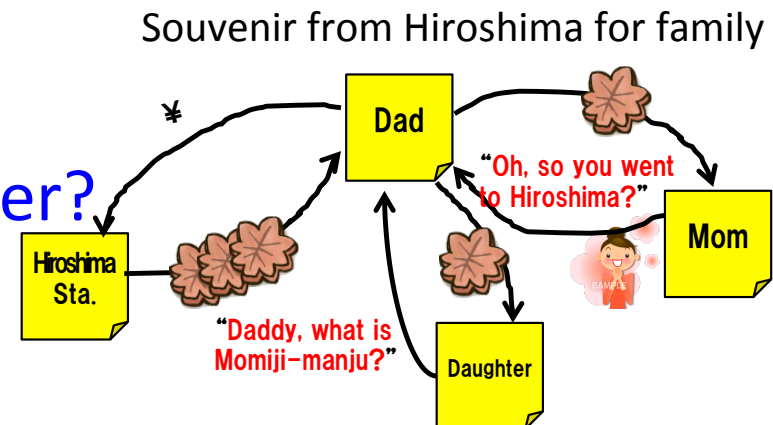 Souvenir from Hiroshima for family
¥
Dad
er?
"Oh, so you went
to Hiroshima?"
Hiroshima
Sta.
Mom
SAMPLE
"Daddy, what is
Momiji-manju?"
Daughter